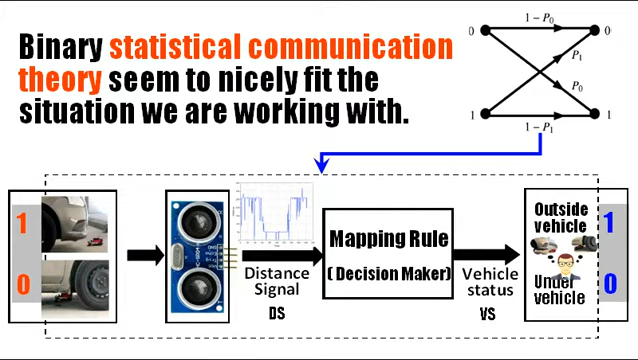 Binary statistical communication
theory seem to nicely fit the
situation we are working with.
1 − P0
0 0
P1
P0
1 1
1 − P1
1
0
Distance
Signal
DS
Mapping Rule
( Decision Maker)
Vehicle
status
VS
Outside
vehicle
Under
vehicle
1
0